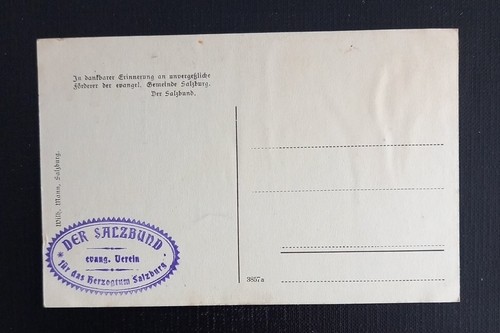 In dankbarer Erinnerung an unvergeßliche
Förderer der evangel. Gemeinde Salzburg.
Der Salzbund.
Wilh. Mann, Salzburg.
DER SALZBUND
evang. Verein
für das Herzogtum Salzburg
3857a